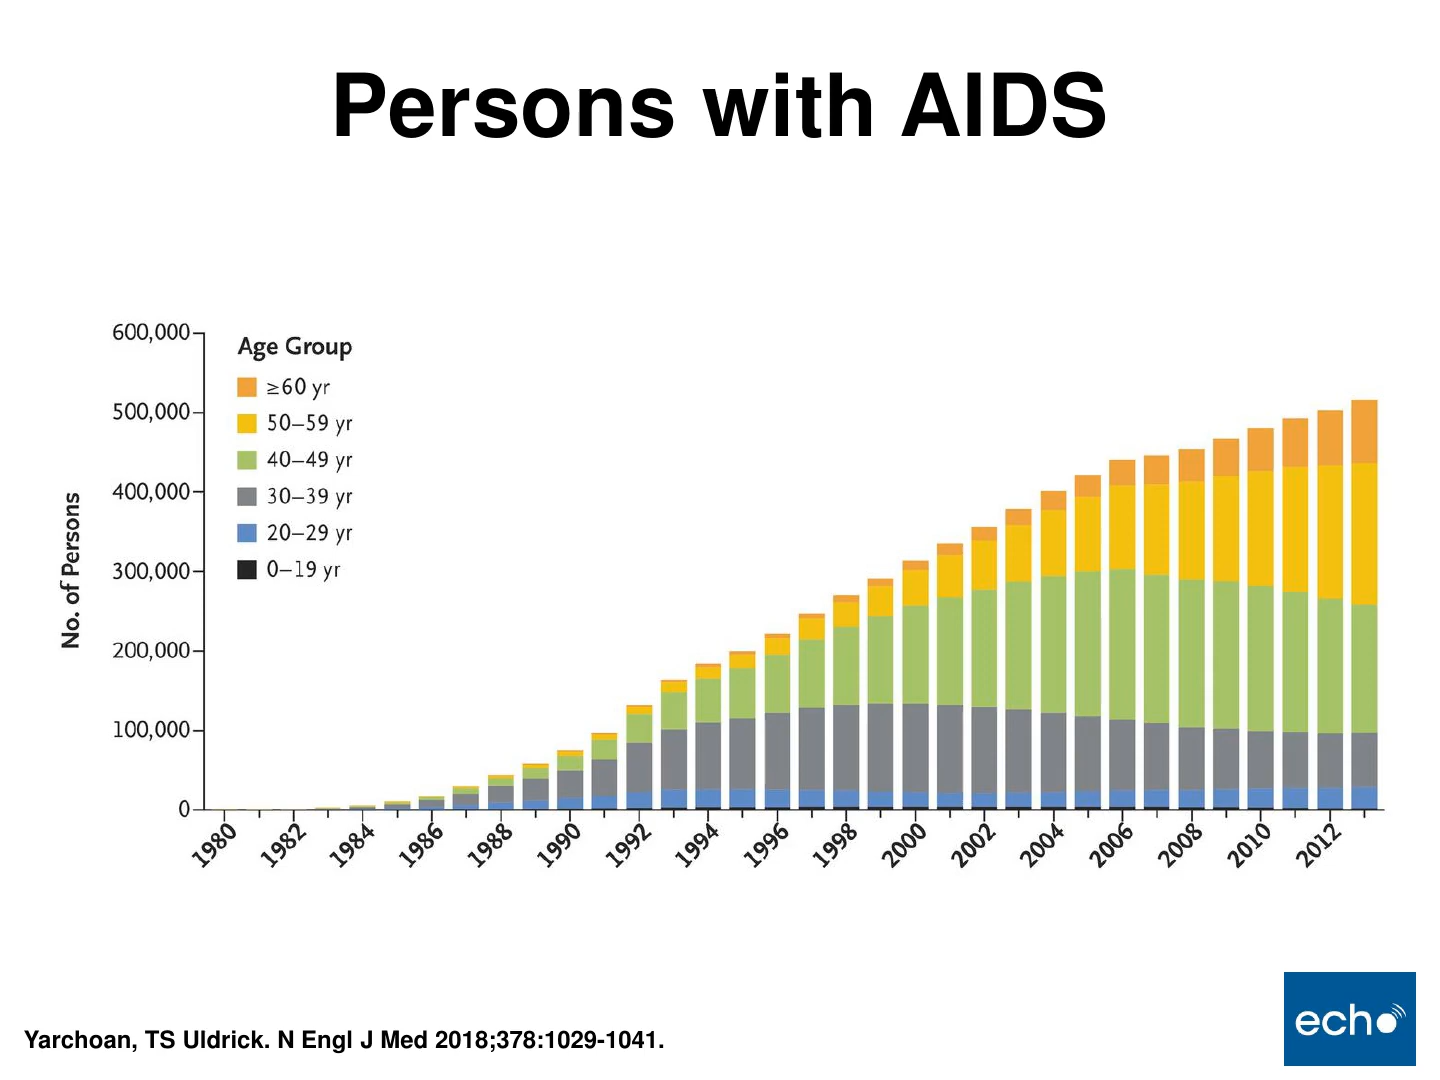 Persons with AIDS
600,000
500,000
400,000
300,000
200,000
100,000
0
No. of Persons
Age Group
≥60 yr
50–59 yr
40–49 yr
30–39 yr
20–29 yr
0–19 yr
1980
1982
1984
1986
1988
1990
1992
1994
1996
1998
2000
2002
2004
2006
2008
2010
2012
echo
Yarchoan, TS Uldrick. N Engl J Med 2018;378:1029-1041.